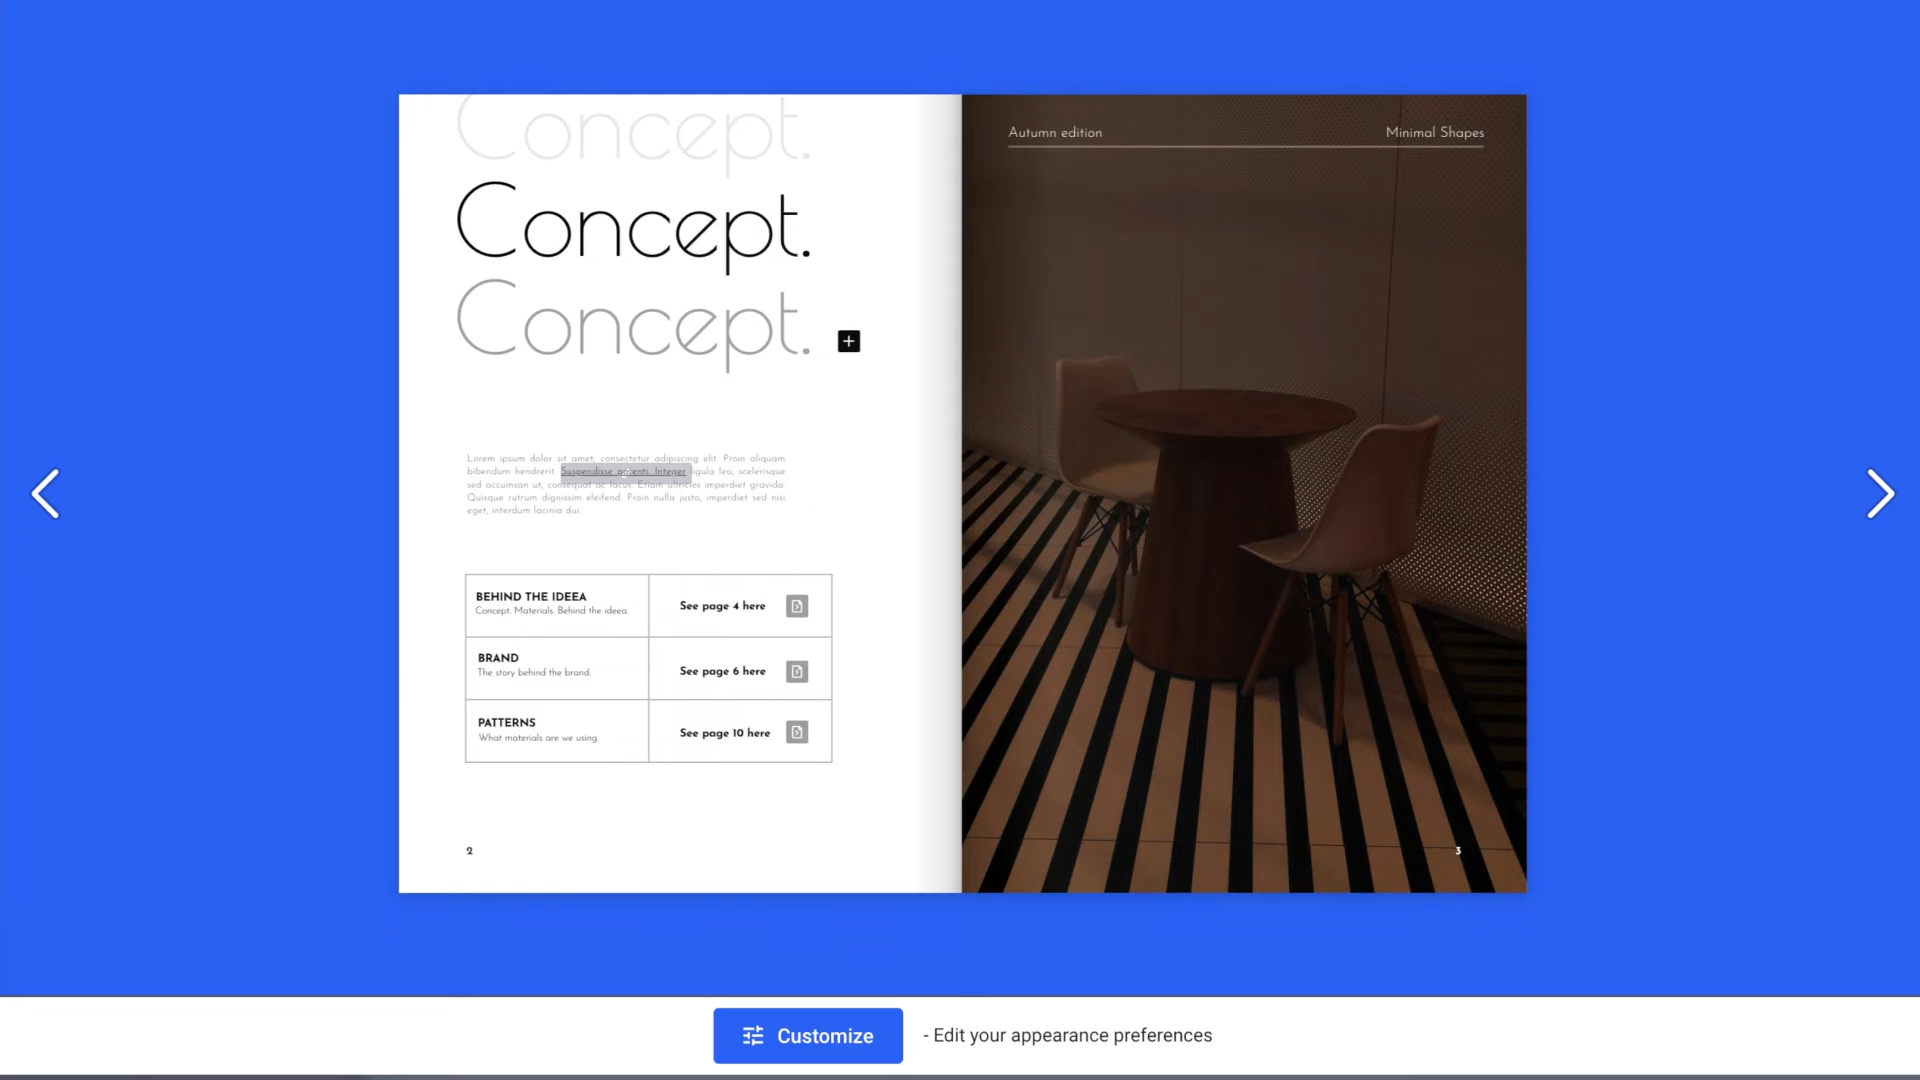 Concept.
Concept.
Concept.
Lorem ipsum dolor sit amet, consectetur adipiscing elit. Proin aliquam
bibendum hendrerit. Suspendisse potenti. Integer ligula leo, scelerisque
sed accumsan ut, consequat ac lacus. Etiam ultricies imperdiet gravida.
Quisque rutrum dignissim eleifend. Proin nulla justo, imperdiet sed nisi
eget, interdum lacinia dui.
BEHIND THE IDEEA
Concept. Materials. Behind the ideea.
See page 4 here
BRAND
The story behind the brand.
See page 6 here
PATTERNS
What materials are we using.
See page 10 here
2
Autumn edition
Minimal Shapes
3
Customize
- Edit your appearance preferences